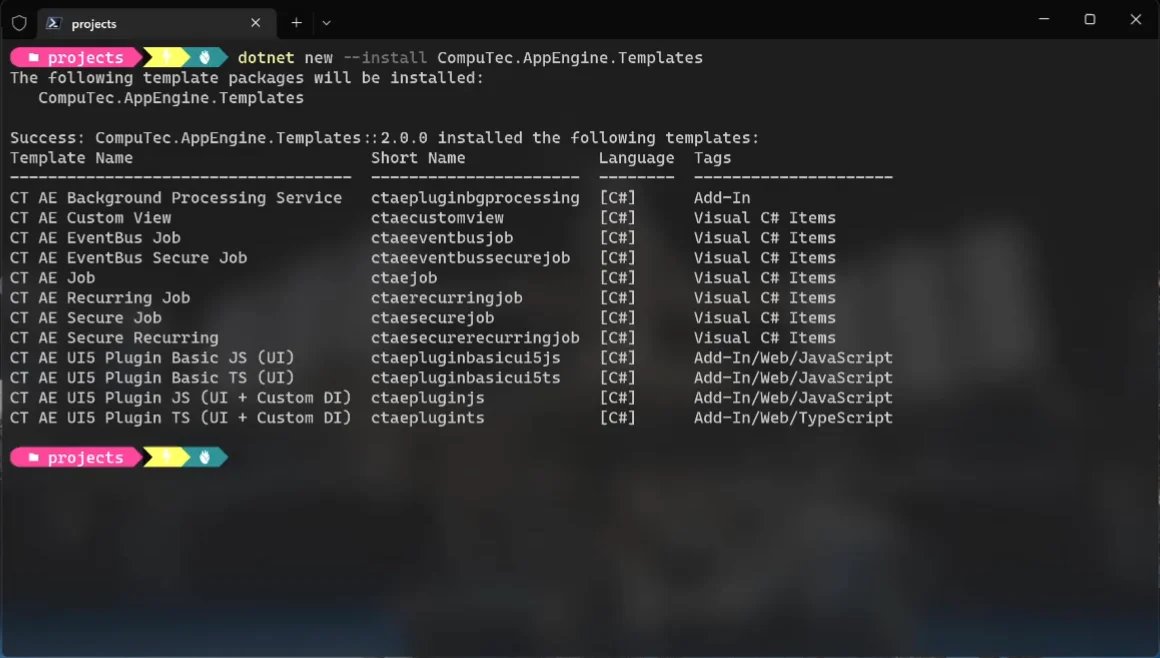 projects
projects dotnet new --install CompuTec.AppEngine.Templates
The following template packages will be installed:
CompuTec.AppEngine.Templates
Success: CompuTec.AppEngine.Templates::2.0.0 installed the following templates:
Template Name Short Name Language Tags
CT AE Background Processing Service ctaepluginbgprocessing [C#] Add-In
CT AE Custom View ctaecustomview [C#] Visual C# Items
CT AE EventBus Job ctaeeventbusjob [C#] Visual C# Items
CT AE EventBus Secure Job ctaeeventbussecurejob [C#] Visual C# Items
CT AE Job ctaejob [C#] Visual C# Items
CT AE Recurring Job ctaerecurringjob [C#] Visual C# Items
CT AE Secure Job ctaesecurejob [C#] Visual C# Items
CT AE Secure Recurring ctaesecurerecurringjob [C#] Visual C# Items
CT AE UI5 Plugin Basic JS (UI) ctaepluginbasicui5js [C#] Add-In/Web/JavaScript
CT AE UI5 Plugin Basic TS (UI) ctaepluginbasicui5ts [C#] Add-In/Web/JavaScript
CT AE UI5 Plugin JS (UI + Custom DI) ctaepluginjs [C#] Add-In/Web/JavaScript
CT AE UI5 Plugin TS (UI + Custom DI) ctaeplugints [C#] Add-In/Web/TypeScript
projects